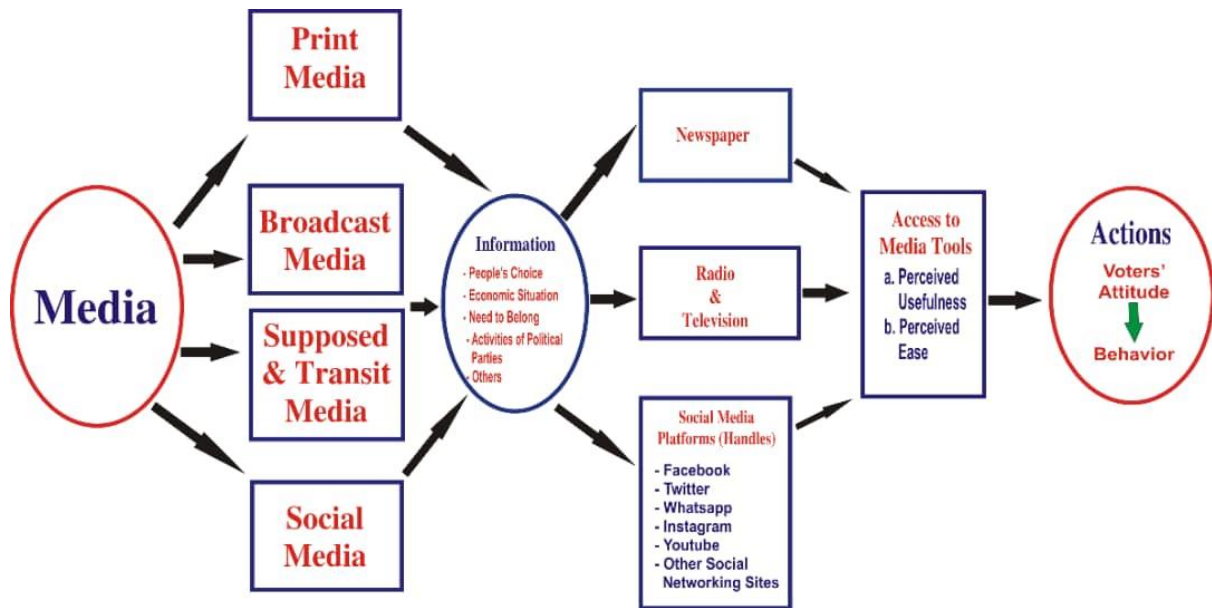 Media
Print
Media
Broadcast
Media
Supposed
& Transit
Media
Social
Media
Information
- People's Choice
- Economic Situation
- Need to Belong
- Activities of Political
Parties
- Others
Newspaper
Radio
&
Television
Social Media
Platforms (Handles)
- Facebook
- Twitter
- Whatsapp
- Instagram
- Youtube
- Other Social
Networking Sites
Access to
Media Tools
a. Perceived
Usefulness
b. Perceived
Ease
Actions
Voters'
Attitude
Behavior